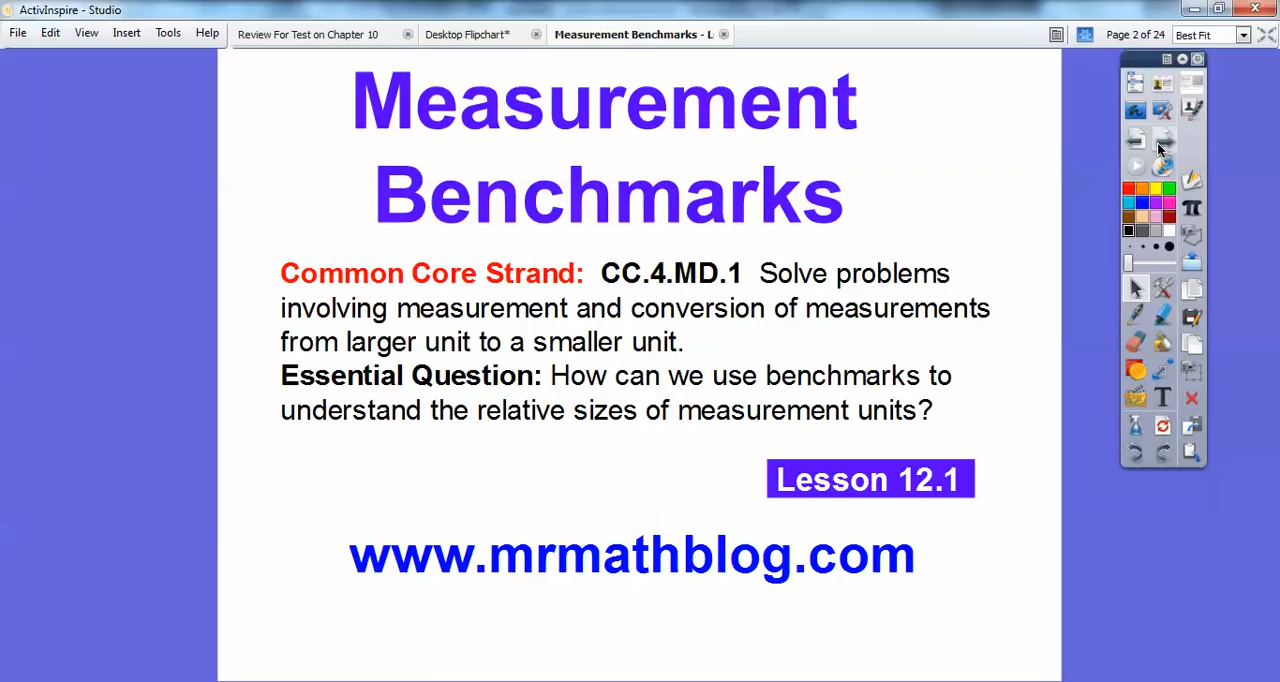 ActivInspire - Studio
File Edit View Insert Tools Help
Review For Test on Chapter 10
Desktop Flipchart*
Measurement Benchmarks - L
Page 2 of 24
Best Fit
Measurement
Benchmarks
Common Core Strand: CC.4.MD.1 Solve problems
involving measurement and conversion of measurements
from larger unit to a smaller unit.
Essential Question: How can we use benchmarks to
understand the relative sizes of measurement units?
Lesson 12.1
www.mrmathblog.com